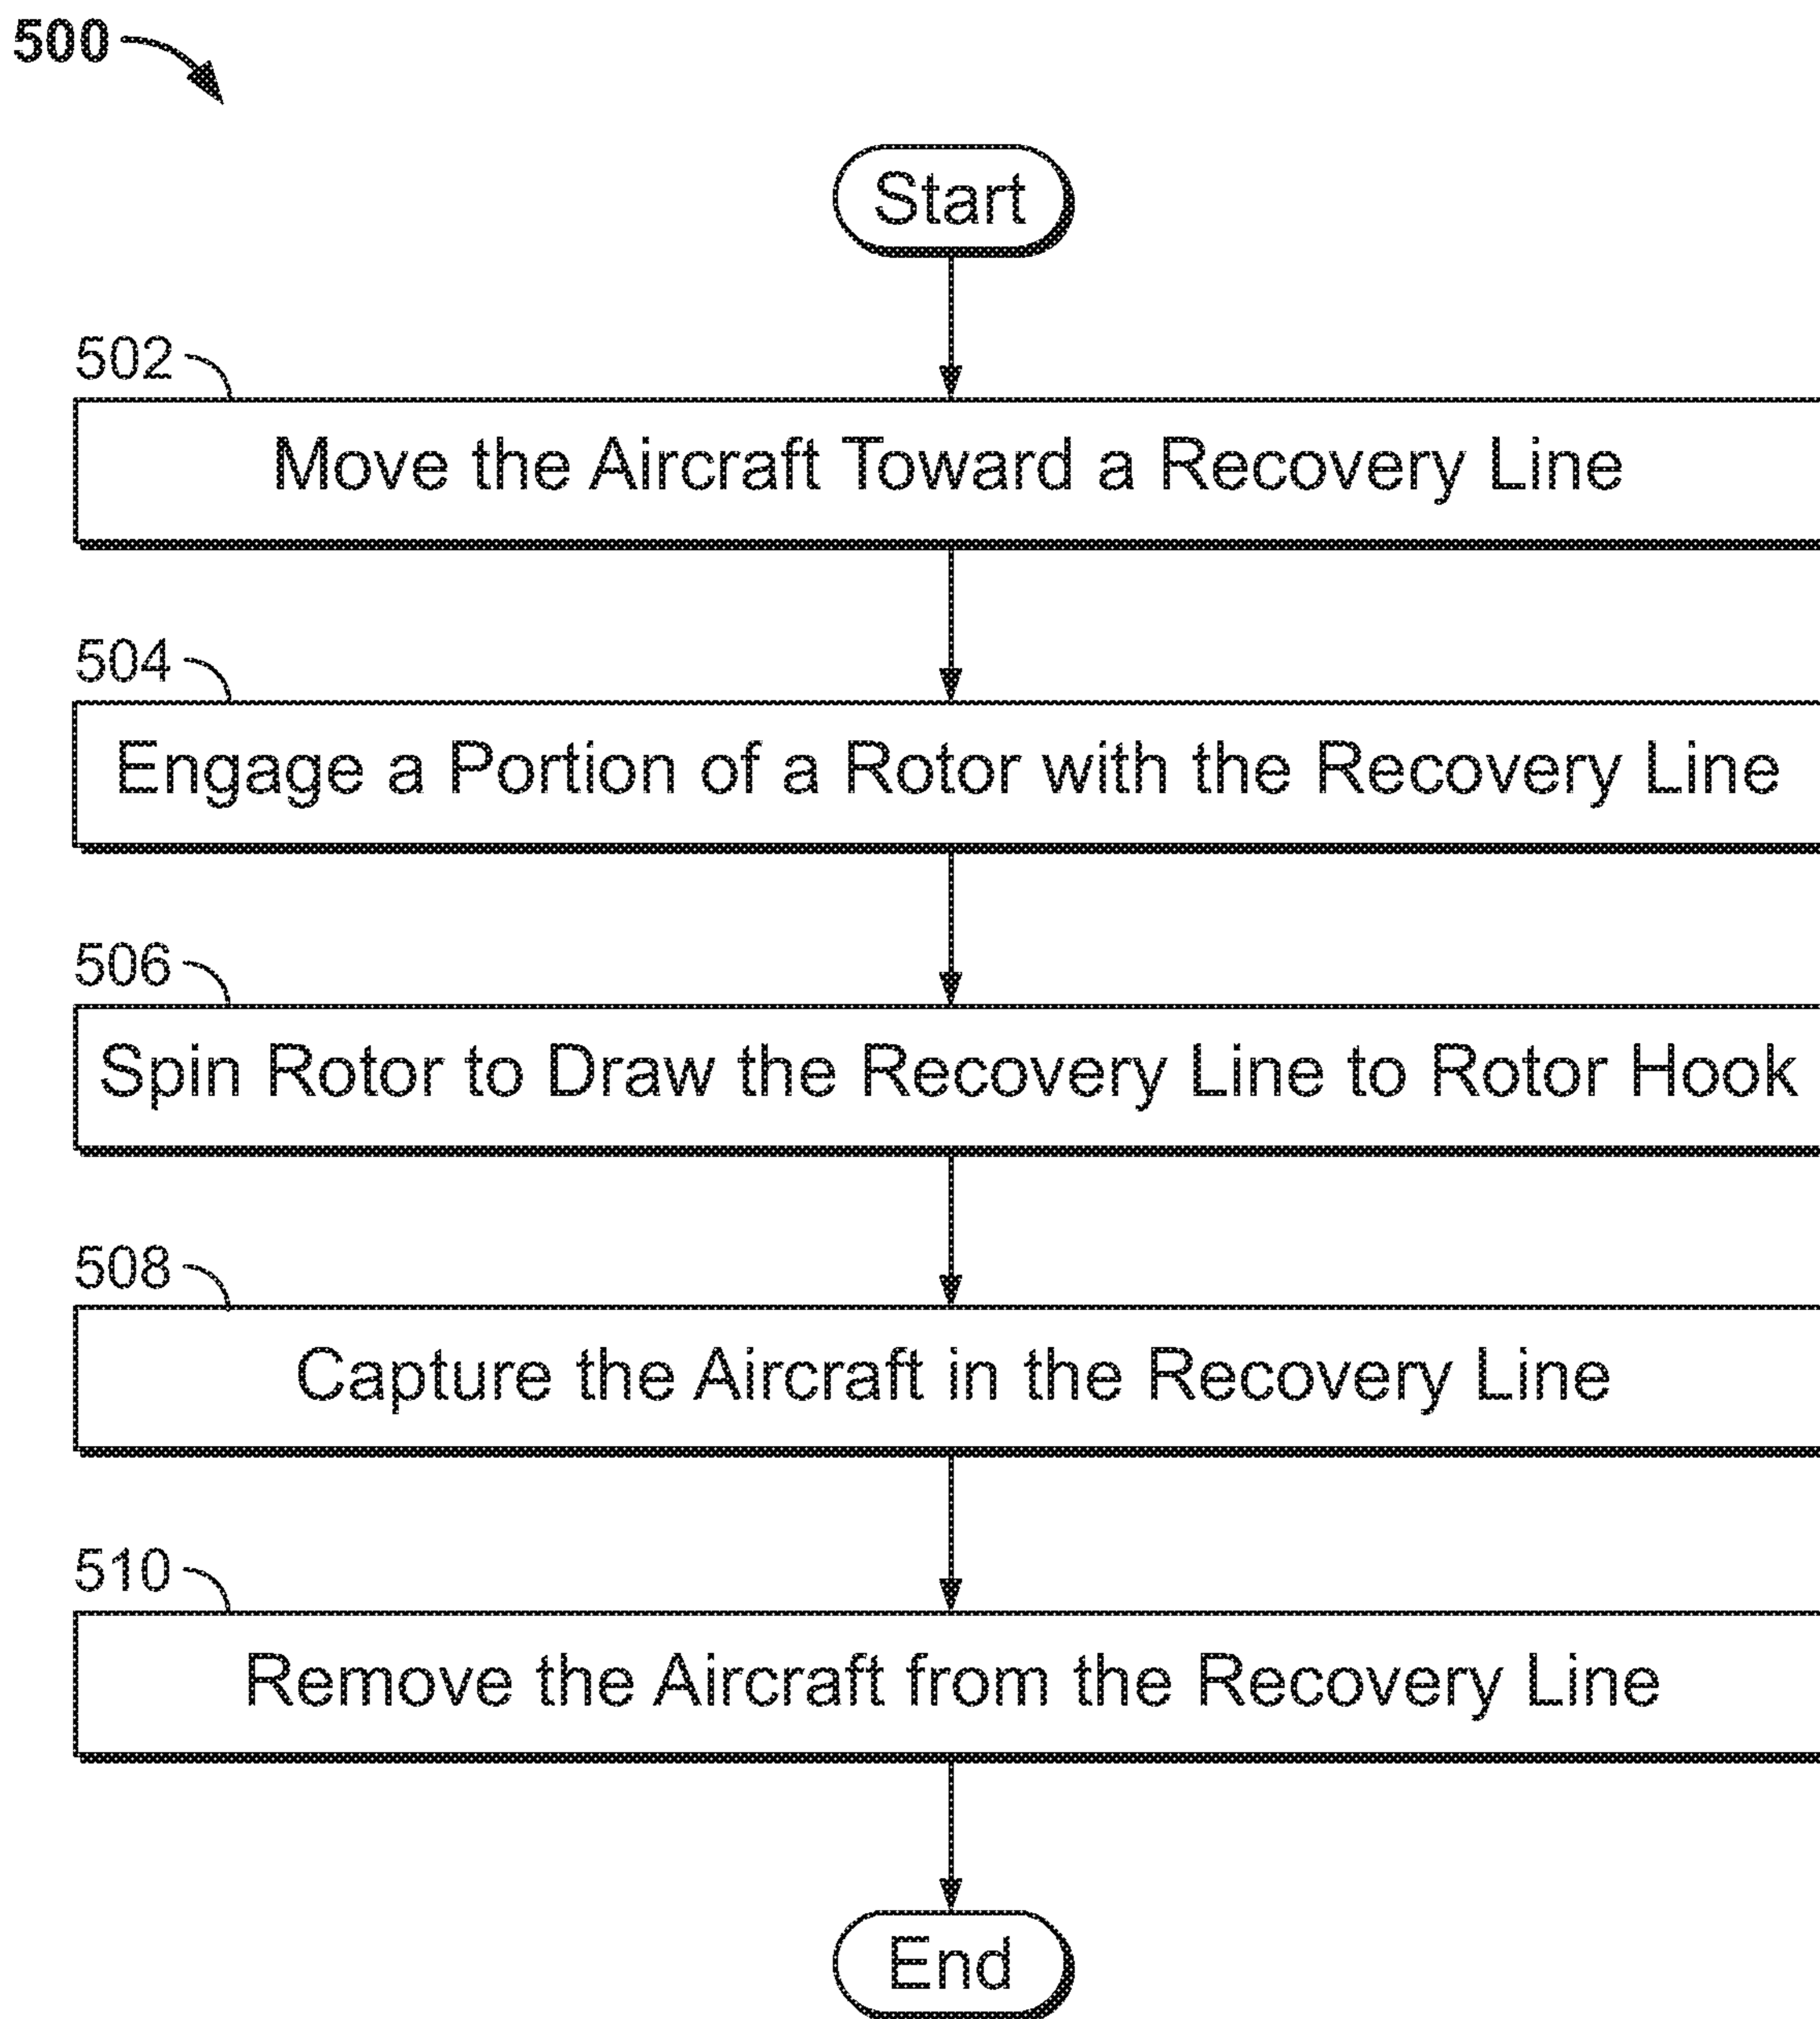 500
Start
502
Move the Aircraft Toward a Recovery Line
504
Engage a Portion of a Rotor with the Recovery Line
506
Spin Rotor to Draw the Recovery Line to Rotor Hook
508
Capture the Aircraft in the Recovery Line
510
Remove the Aircraft from the Recovery Line
End